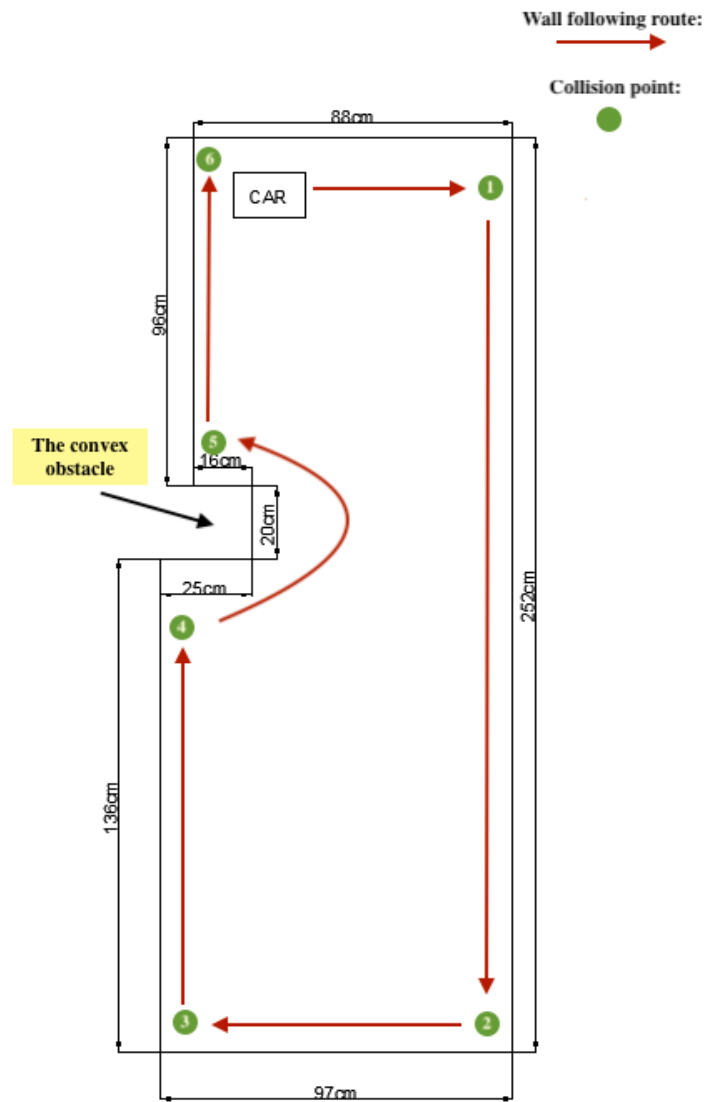 Wall following route:
Collision point:
88cm
6
CAR
1
96cm
The convex
obstacle
5
16cm
20cm
25cm
4
252cm
136cm
3
2
97cm